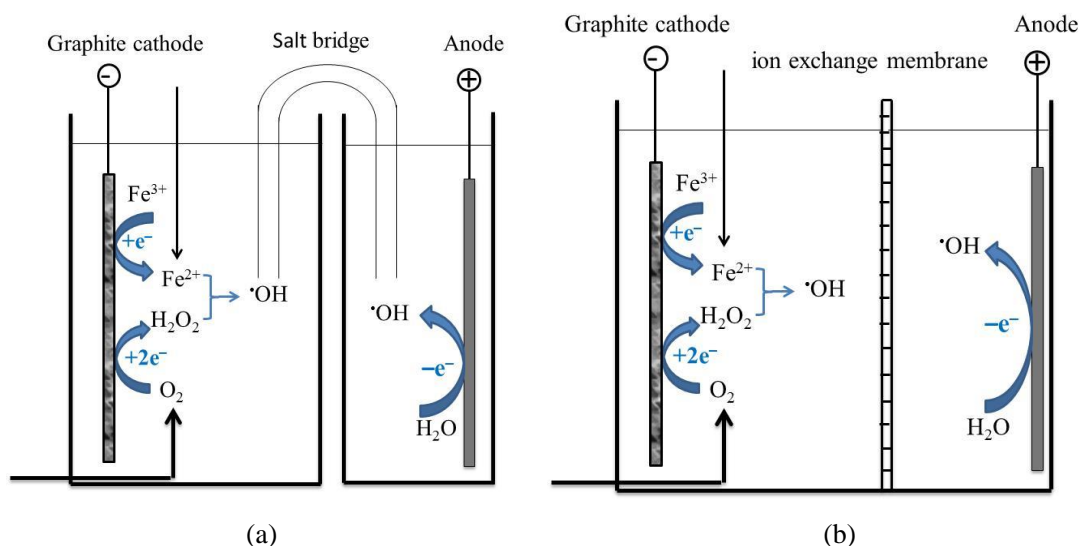 Graphite cathode
Salt bridge
Anode
−
+
Fe³⁺
+e⁻
Fe²⁺
•OH
H₂O₂
+2e⁻
O₂
•OH
−e⁻
H₂O
(a)
Graphite cathode
ion exchange membrane
Anode
−
+
Fe³⁺
+e⁻
Fe²⁺
•OH
H₂O₂
+2e⁻
O₂
•OH
−e⁻
H₂O
(b)